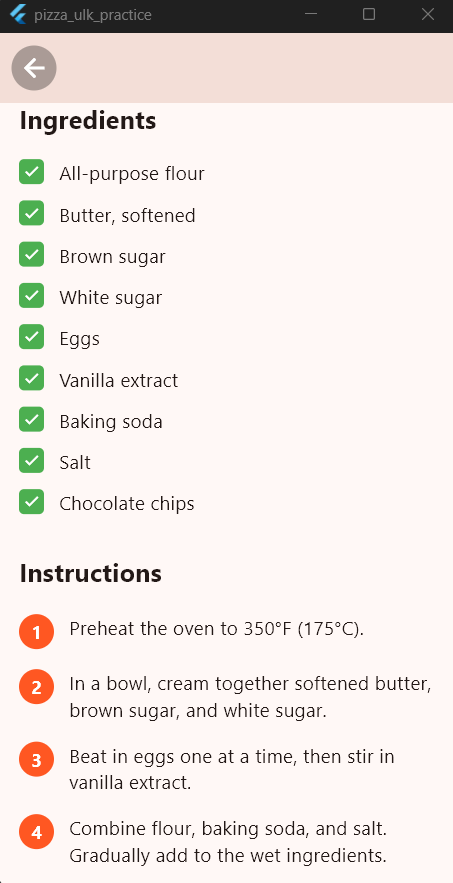 pizza_ulk_practice
Ingredients
All-purpose flour
Butter, softened
Brown sugar
White sugar
Eggs
Vanilla extract
Baking soda
Salt
Chocolate chips
Instructions
1 Preheat the oven to 350°F (175°C).
2 In a bowl, cream together softened butter,
brown sugar, and white sugar.
3 Beat in eggs one at a time, then stir in
vanilla extract.
4 Combine flour, baking soda, and salt.
Gradually add to the wet ingredients.